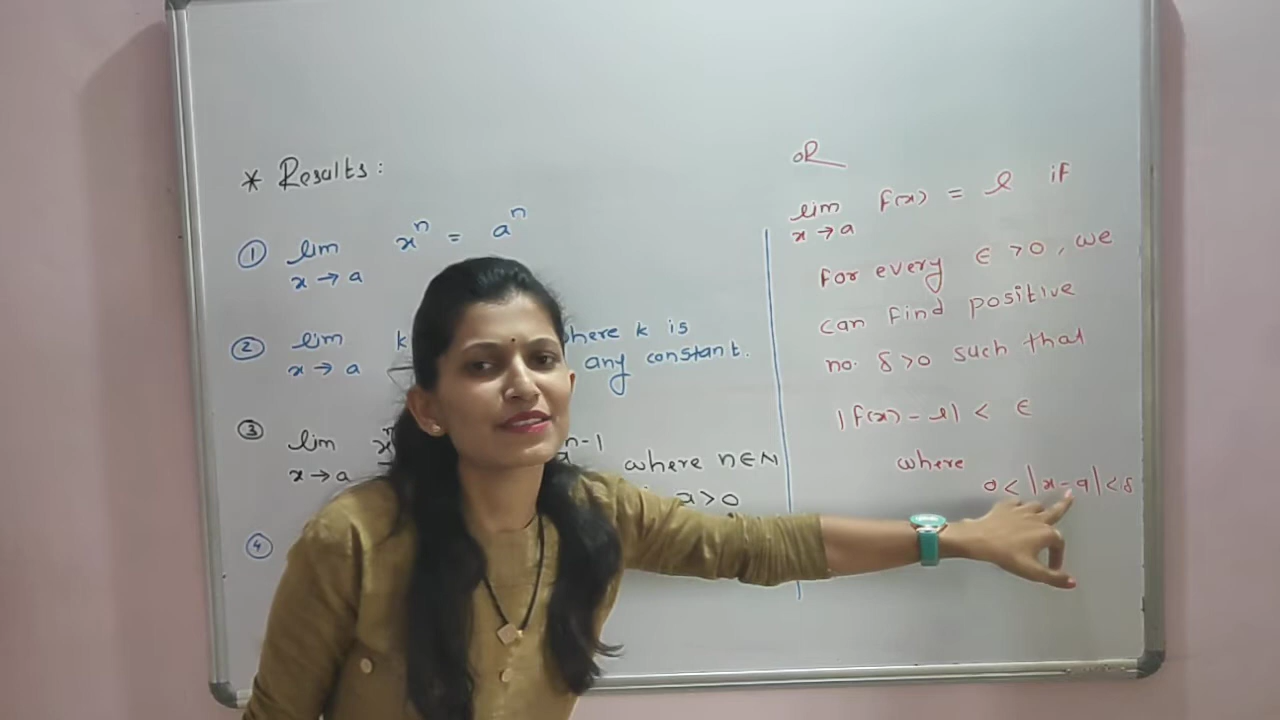 * Results:
① lim xⁿ = aⁿ
x → a
② lim k where k is
x → a any constant.
③ lim xⁿ n-1 where n ∈ N
x → a a > 0
④
OR
lim f(x) = l if
x → a
for every ∈ > 0, we
can find positive
no. δ > 0 such that
|f(x) - l| < ∈
where
0 < |x - a| < δ